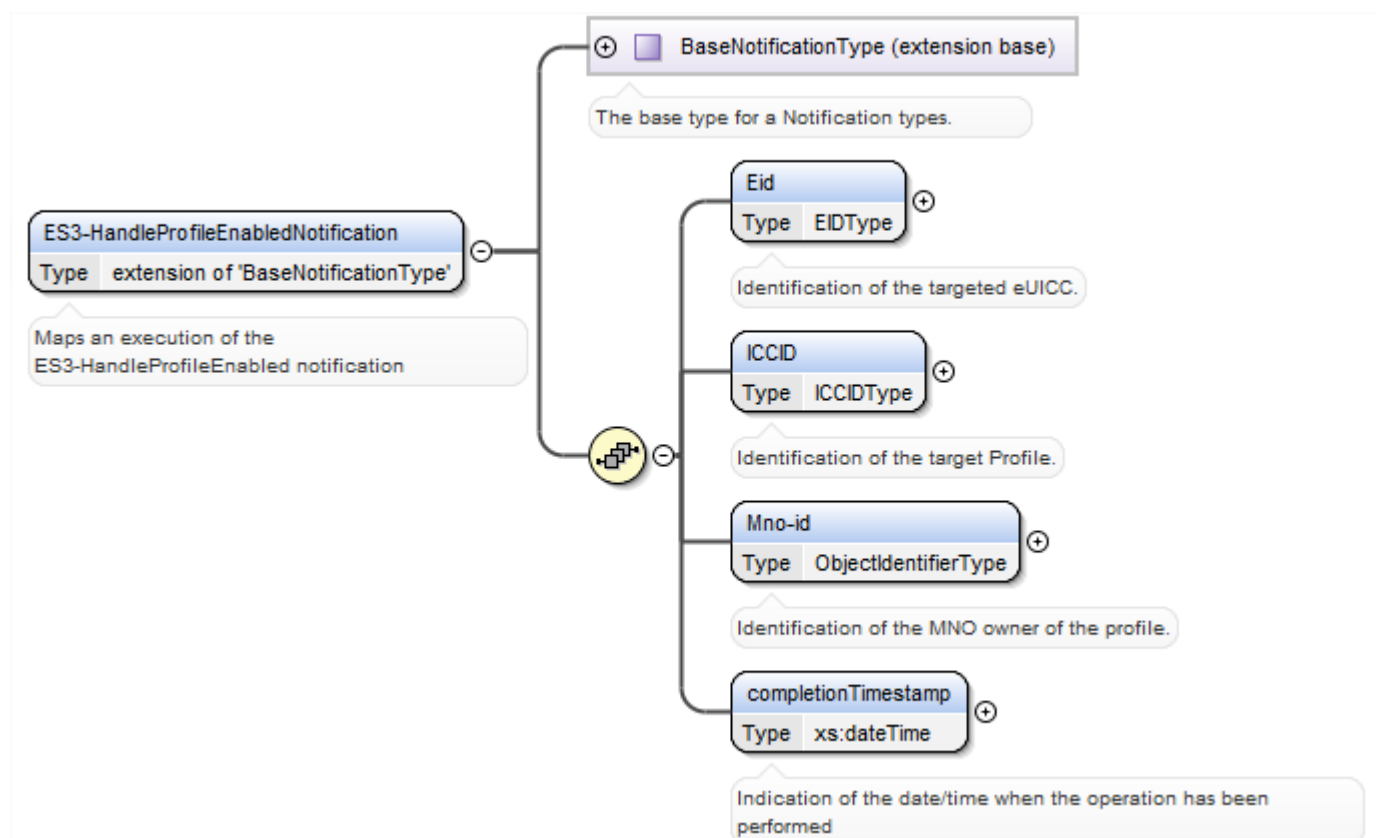 BaseNotificationType (extension base)
The base type for a Notification types.
Eid
Type EIDType
Identification of the targeted eUICC.
ES3-HandleProfileEnabledNotification
Type extension of 'BaseNotificationType'
Maps an execution of the
ES3-HandleProfileEnabled notification
ICCID
Type ICCIDType
Identification of the target Profile.
Mno-id
Type ObjectIdentifierType
Identification of the MNO owner of the profile.
completionTimestamp
Type xs:dateTime
Indication of the date/time when the operation has been
performed